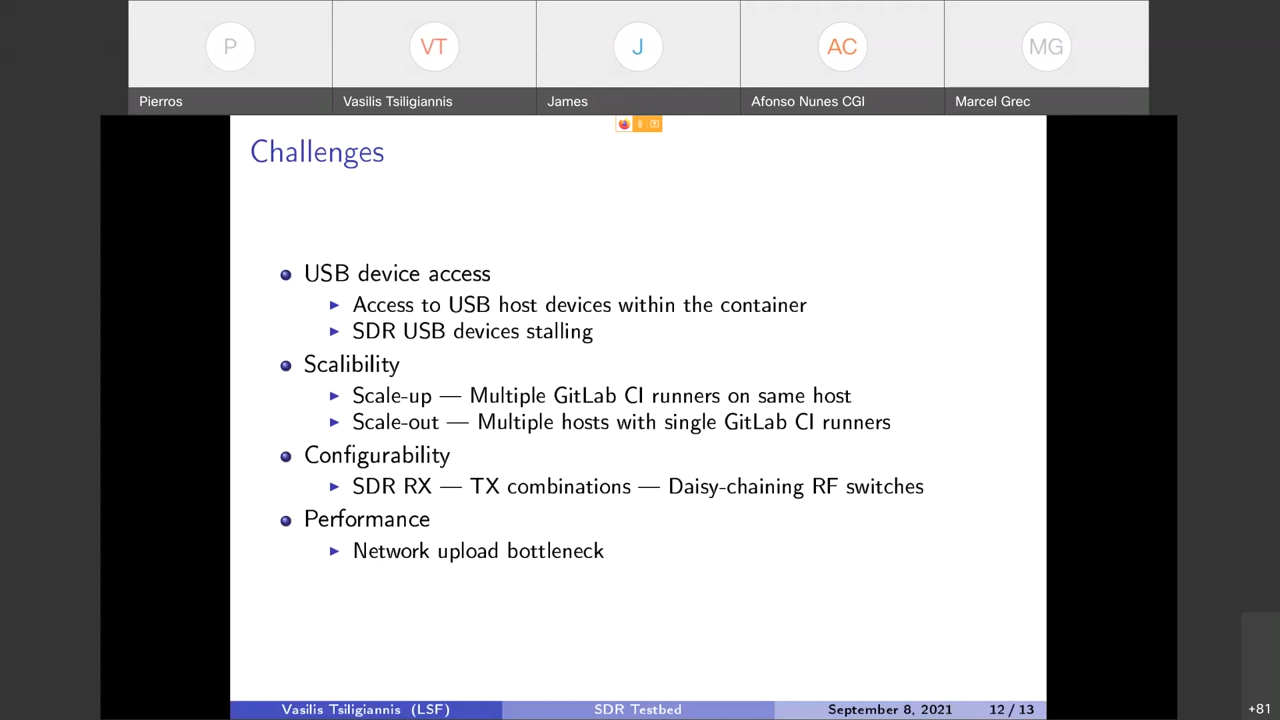 P
VT
J
AC
MG
Pierros
Vasilis Tsiligiannis
James
Afonso Nunes CGI
Marcel Grec
Challenges
USB device access
Access to USB host devices within the container
SDR USB devices stalling
Scalibility
Scale-up — Multiple GitLab CI runners on same host
Scale-out — Multiple hosts with single GitLab CI runners
Configurability
SDR RX — TX combinations — Daisy-chaining RF switches
Performance
Network upload bottleneck
Vasilis Tsiligiannis (LSF)
SDR Testbed
September 8, 2021
12 / 13
+81